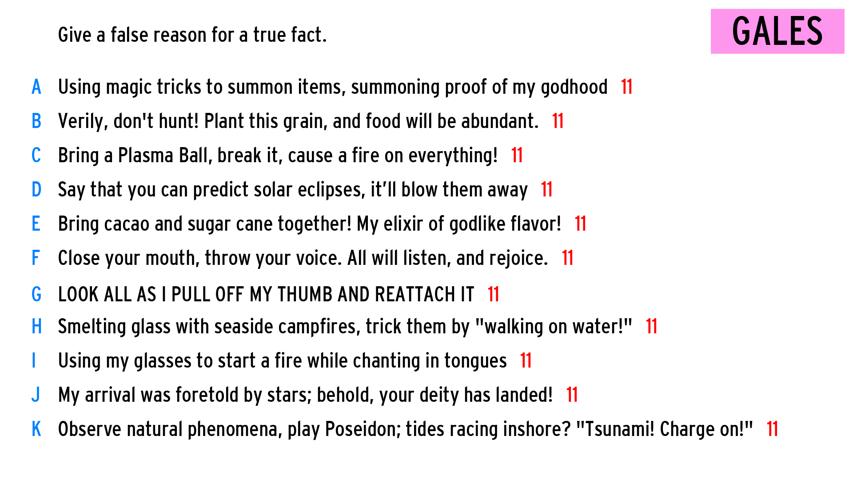 Give a false reason for a true fact.
GALES
A Using magic tricks to summon items, summoning proof of my godhood 11
B Verily, don't hunt! Plant this grain, and food will be abundant. 11
C Bring a Plasma Ball, break it, cause a fire on everything! 11
D Say that you can predict solar eclipses, it’ll blow them away 11
E Bring cacao and sugar cane together! My elixir of godlike flavor! 11
F Close your mouth, throw your voice. All will listen, and rejoice. 11
G LOOK ALL AS I PULL OFF MY THUMB AND REATTACH IT 11
H Smelting glass with seaside campfires, trick them by "walking on water!" 11
I Using my glasses to start a fire while chanting in tongues 11
J My arrival was foretold by stars; behold, your deity has landed! 11
K Observe natural phenomena, play Poseidon; tides racing inshore? "Tsunami! Charge on!" 11